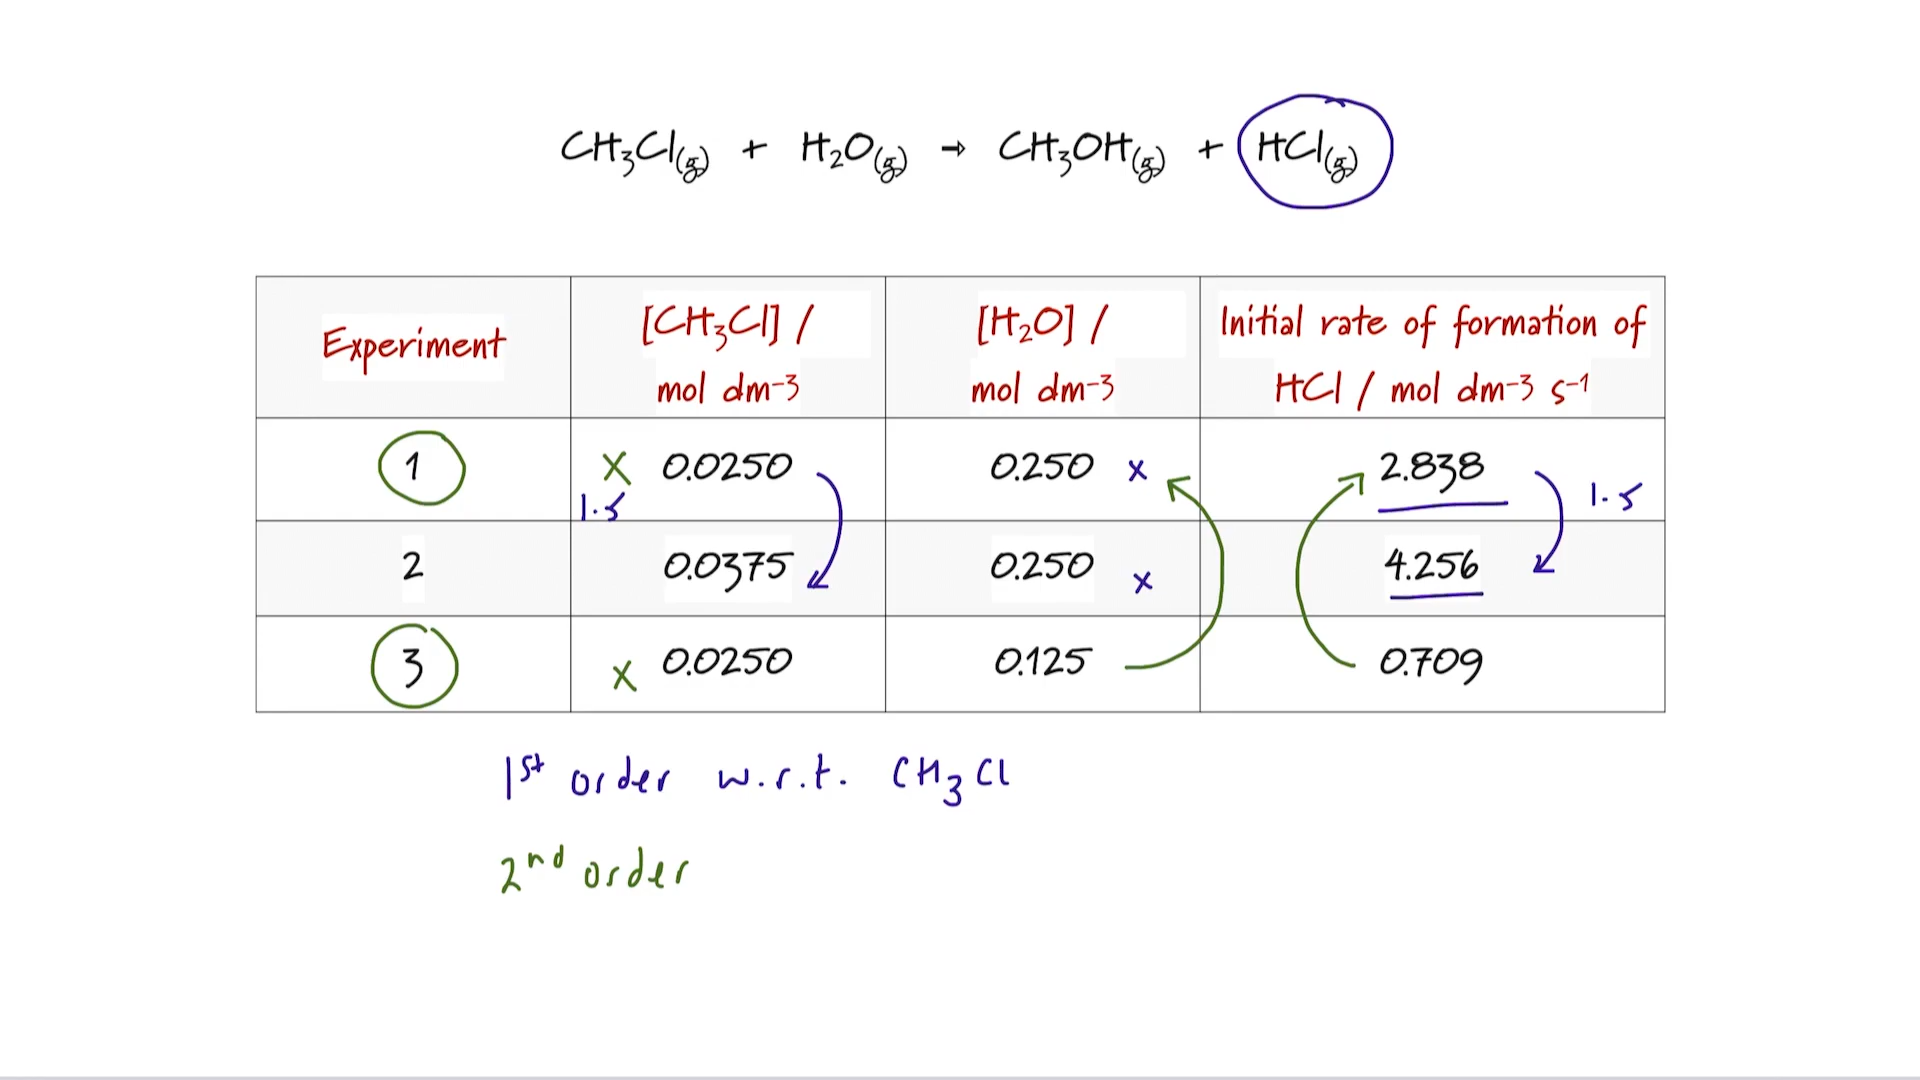 CH₃Cl(g) + H₂O(g) → CH₃OH(g) + HCl(g)
Experiment
[CH₃Cl] /
mol dm⁻³
[H₂O] /
mol dm⁻³
Initial rate of formation of
HCl / mol dm⁻³ s⁻¹
1 x 0.0250 0.250 x 2.838 1.5
1.5
2 0.0375 0.250 x 4.256
3 x 0.0250 0.125 0.709
1st order w.r.t. CH₃Cl
2nd order